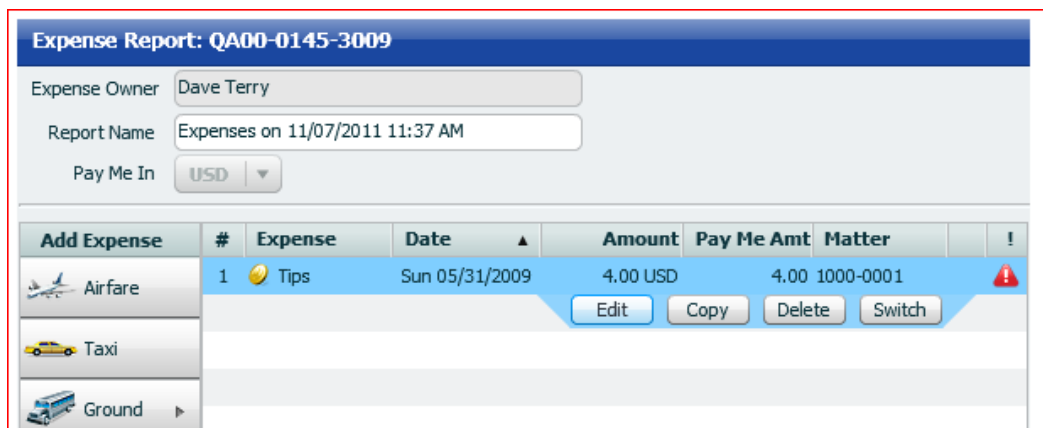 Expense Report: QA00-0145-3009
Expense Owner Dave Terry
Report Name Expenses on 11/07/2011 11:37 AM
Pay Me In USD
Add Expense # Expense Date Amount Pay Me Amt Matter !
Airfare 1 Tips Sun 05/31/2009 4.00 USD 4.00 1000-0001
Edit Copy Delete Switch
Taxi
Ground